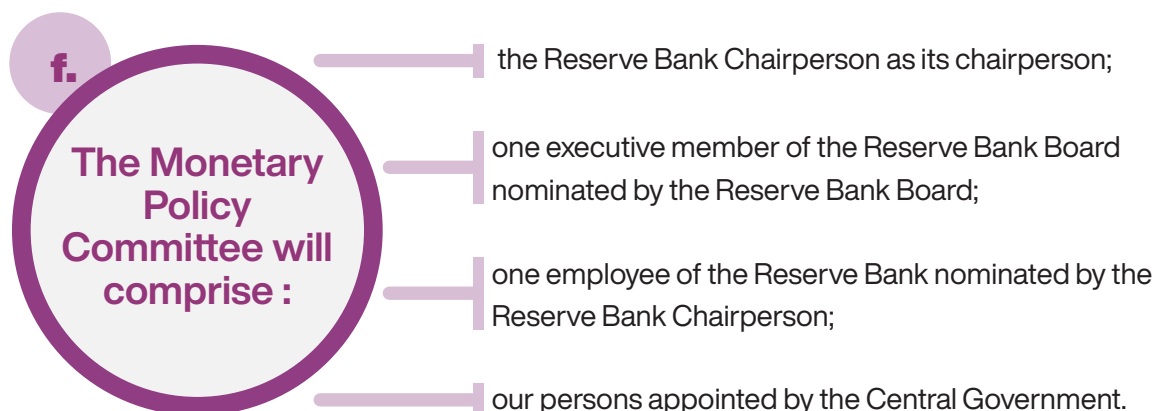 f.
The Monetary
Policy
Committee will
comprise :
the Reserve Bank Chairperson as its chairperson;
one executive member of the Reserve Bank Board
nominated by the Reserve Bank Board;
one employee of the Reserve Bank nominated by the
Reserve Bank Chairperson;
our persons appointed by the Central Government.